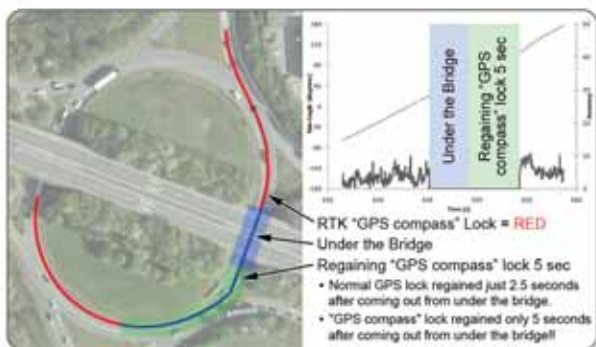 Under the Bridge
Regaining "GPS
compass" lock 5 sec
RTK "GPS compass" Lock = RED
Under the Bridge
Regaining "GPS compass" lock 5 sec
• Normal GPS lock regained just 2.5 seconds
after coming out from under the bridge.
• "GPS compass" lock regained only 5 seconds
after coming out from under the bridge!!